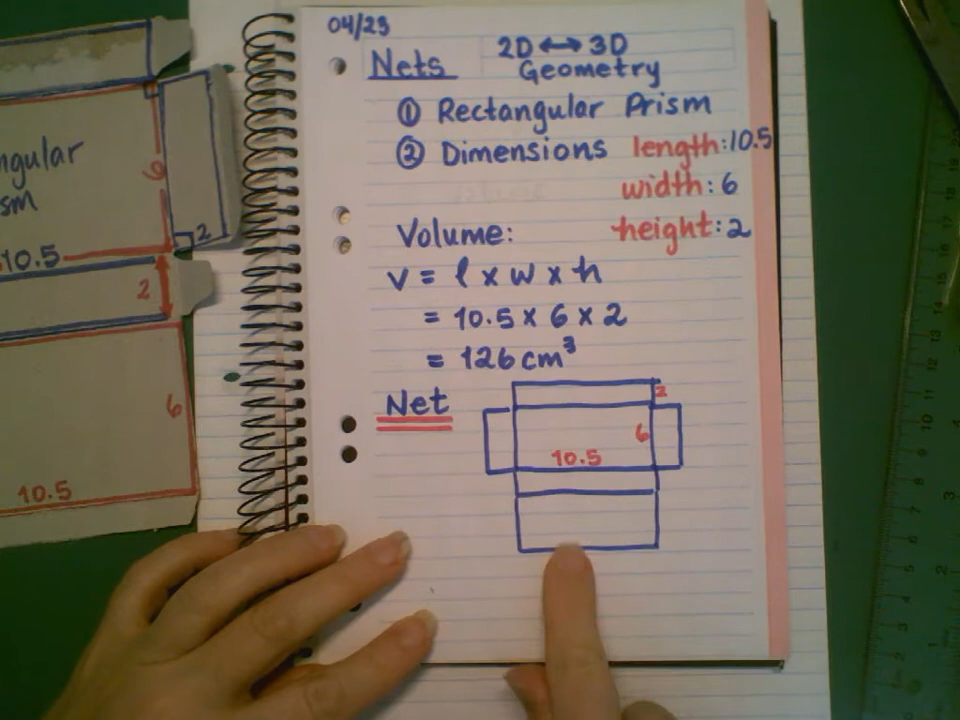 04/23
Nets
2D ↔ 3D
Geometry
① Rectangular Prism
② Dimensions length:10.5
width: 6
height: 2
Volume:
V = l x w x h
= 10.5 x 6 x 2
= 126 cm³
Net
2
6
10.5
ngular
sm
6
2
10.5
2
6
10.5